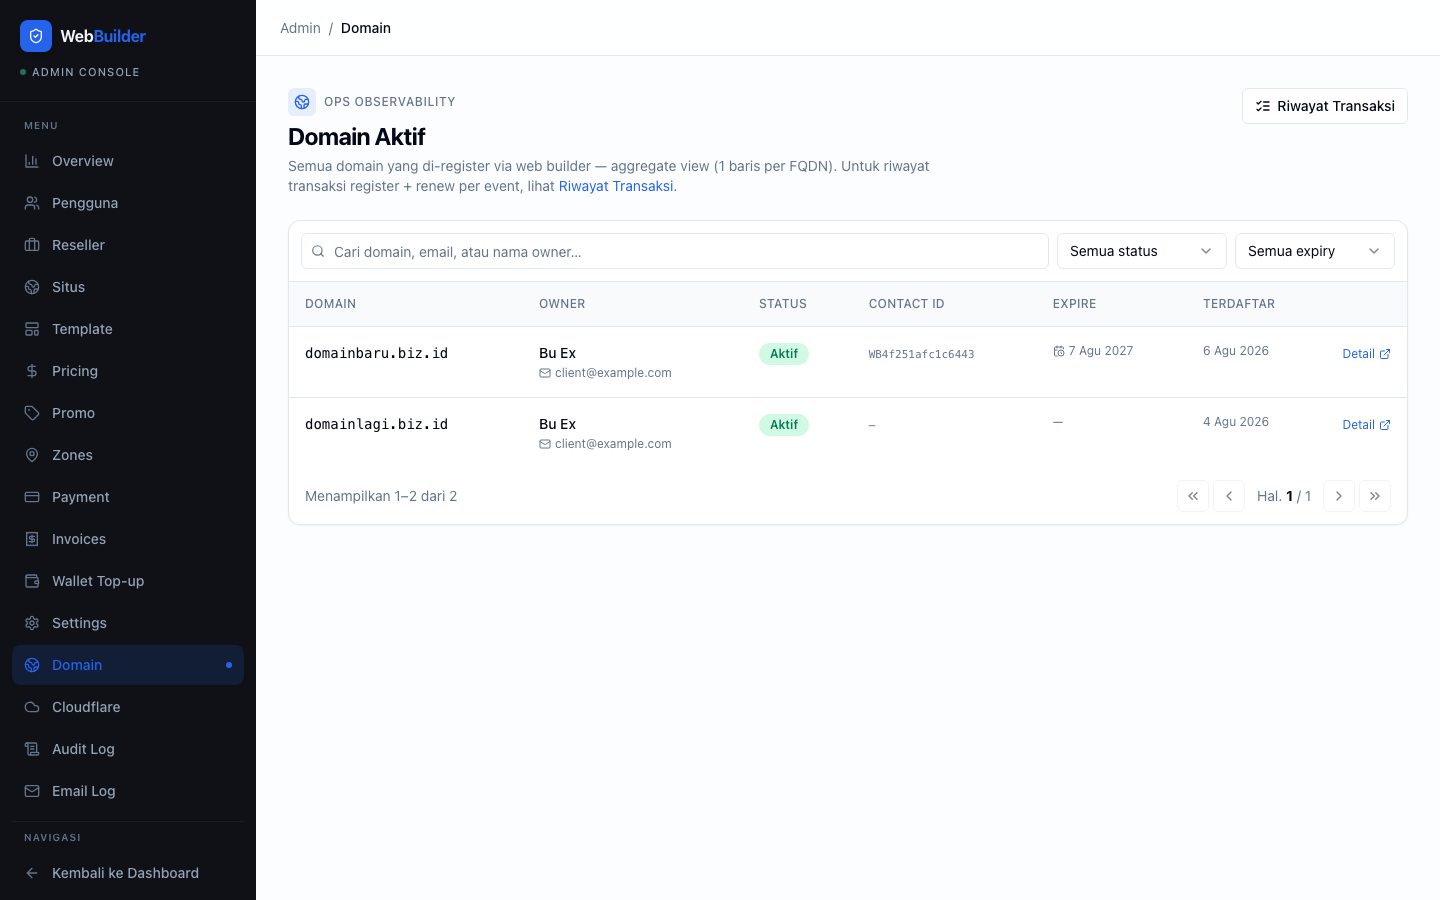 WebBuilder
ADMIN CONSOLE
MENU
Overview
Pengguna
Reseller
Situs
Template
Pricing
Promo
Zones
Payment
Invoices
Wallet Top-up
Settings
Domain
Cloudflare
Audit Log
Email Log
NAVIGASI
Kembali ke Dashboard
Admin / Domain
OPS OBSERVABILITY
Riwayat Transaksi
Domain Aktif
Semua domain yang di-register via web builder — aggregate view (1 baris per FQDN). Untuk riwayat
transaksi register + renew per event, lihat Riwayat Transaksi.
Cari domain, email, atau nama owner...
Semua status
Semua expiry
DOMAIN OWNER STATUS CONTACT ID EXPIRE TERDAFTAR
domainbaru.biz.id Bu Ex Aktif WB4f251afc1c6443 7 Agu 2027 6 Agu 2026 Detail
client@example.com
domainlagi.biz.id Bu Ex Aktif — — 4 Agu 2026 Detail
client@example.com
Menampilkan 1–2 dari 2
Hal. 1 / 1